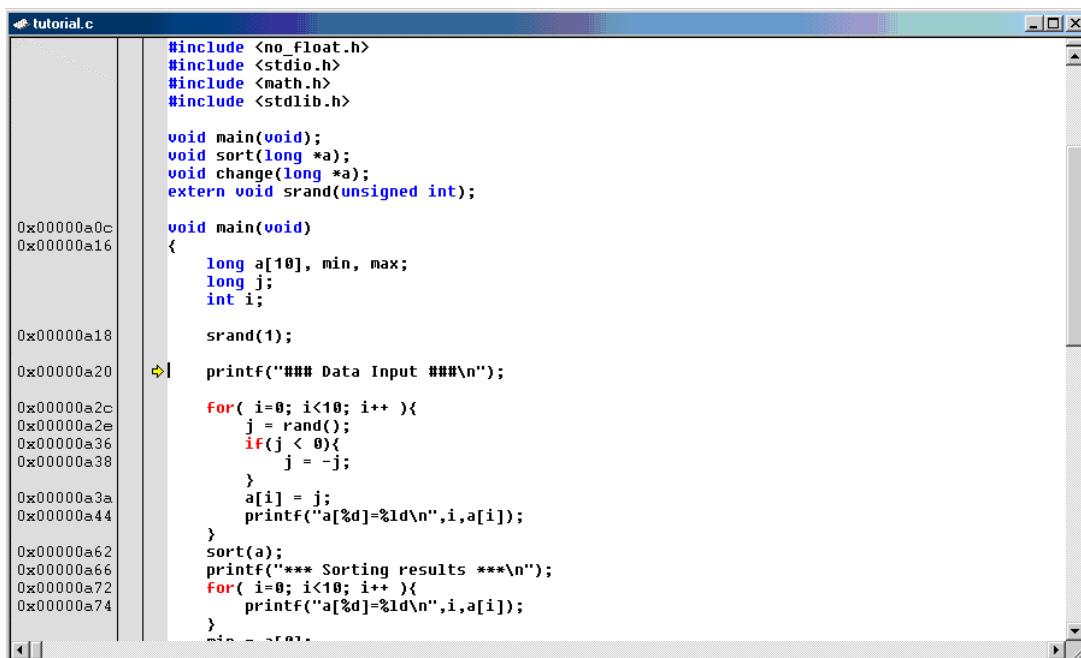 tutorial.c
#include <no_float.h>
#include <stdio.h>
#include <math.h>
#include <stdlib.h>
void main(void);
void sort(long *a);
void change(long *a);
extern void srand(unsigned int);
0x00000a0c void main(void)
0x00000a16 {
long a[10], min, max;
long j;
int i;
0x00000a18 srand(1);
0x00000a20 printf("### Data Input ###\n");
0x00000a2c for( i=0; i<10; i++ ){
0x00000a2e j = rand();
0x00000a36 if(j < 0){
0x00000a38 j = -j;
}
0x00000a3a a[i] = j;
0x00000a44 printf("a[%d]=%ld\n",i,a[i]);
}
0x00000a62 sort(a);
0x00000a66 printf("*** Sorting results ***\n");
0x00000a72 for( i=0; i<10; i++ ){
0x00000a74 printf("a[%d]=%ld\n",i,a[i]);
}
min = a[0];